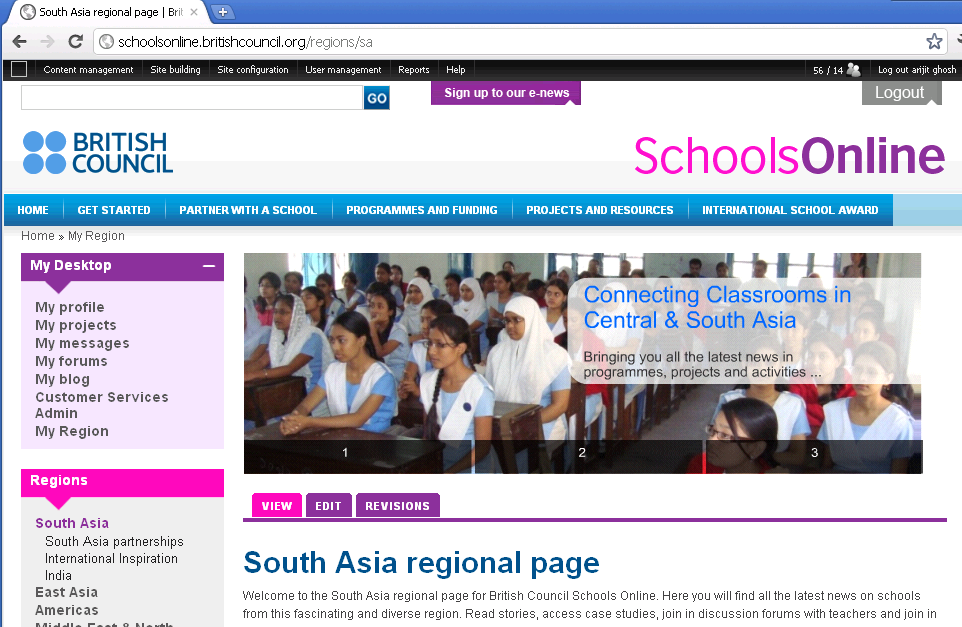 South Asia regional page | Brit
schoolsonline.britishcouncil.org/regions/sa
Content management Site building Site configuration User management Reports Help 56 / 14 Log out arijit ghosh
GO Sign up to our e-news Logout
BRITISH
COUNCIL
SchoolsOnline
HOME GET STARTED PARTNER WITH A SCHOOL PROGRAMMES AND FUNDING PROJECTS AND RESOURCES INTERNATIONAL SCHOOL AWARD
Home » My Region
My Desktop
My profile
My projects
My messages
My forums
My blog
Customer Services
Admin
My Region
Regions
South Asia
South Asia partnerships
International Inspiration
India
East Asia
Americas
Middle East & North
Connecting Classrooms in
Central & South Asia
Bringing you all the latest news in
programmes, projects and activities ...
1 2 3
VIEW EDIT REVISIONS
South Asia regional page
Welcome to the South Asia regional page for British Council Schools Online. Here you will find all the latest news on schools
from this fascinating and diverse region. Read stories, access case studies, join in discussion forums with teachers and join in